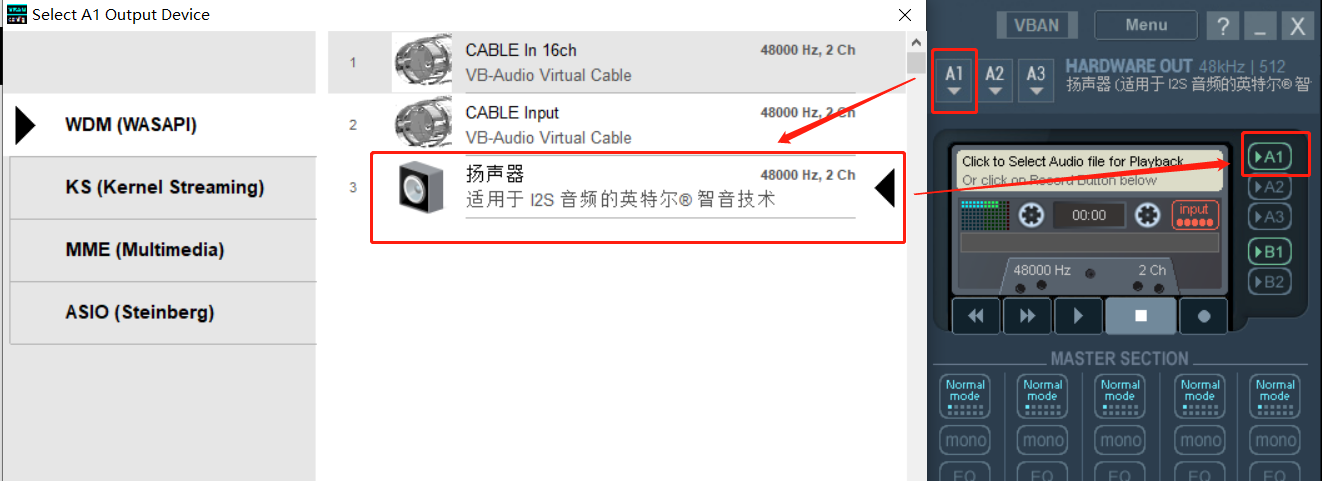 Select A1 Output Device
WDM (WASAPI)
KS (Kernel Streaming)
MME (Multimedia)
ASIO (Steinberg)
1
CABLE In 16ch
48000 Hz, 2 Ch
VB-Audio Virtual Cable
2
CABLE Input
48000 Hz, 2 Ch
VB-Audio Virtual Cable
3
扬声器
48000 Hz, 2 Ch
适用于 I2S 音频的英特尔® 智音技术
VBAN
Menu
?
_
X
A1
A2
A3
HARDWARE OUT 48kHz | 512
扬声器 (适用于 I2S 音频的英特尔® 智
Click to Select Audio file for Playback
Or click on Record Button below
00:00
input
48000 Hz
2 Ch
A1
A2
A3
B1
B2
MASTER SECTION
Normal mode
Normal mode
Normal mode
Normal mode
Normal mode
mono
mono
mono
mono
mono
EQ
EQ
EQ
EQ
EQ